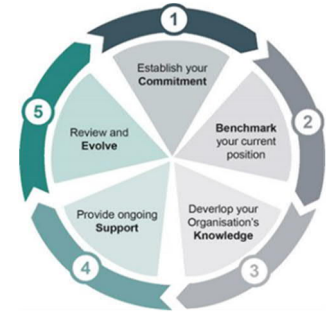 1
Establish your
Commitment
2
Benchmark
your current
position
3
Deverlop your
Organisation's
Knowledge
4
Provide ongoing
Support
5
Review and
Evolve